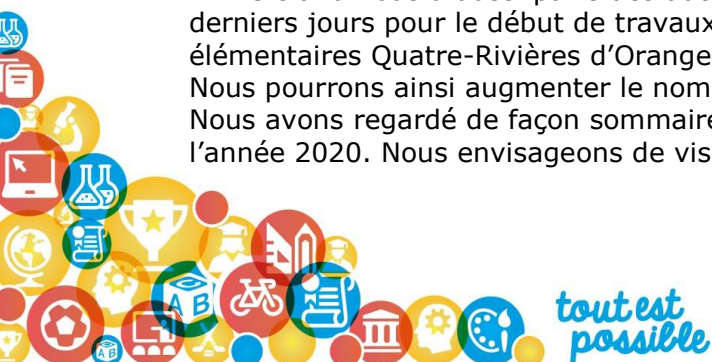 derniers jours pour le début de travaux
élémentaires Quatre-Rivières d'Orange
Nous pourrons ainsi augmenter le nom
Nous avons regardé de façon sommaire
l'année 2020. Nous envisageons de vis
A B
A B
tout est
possible